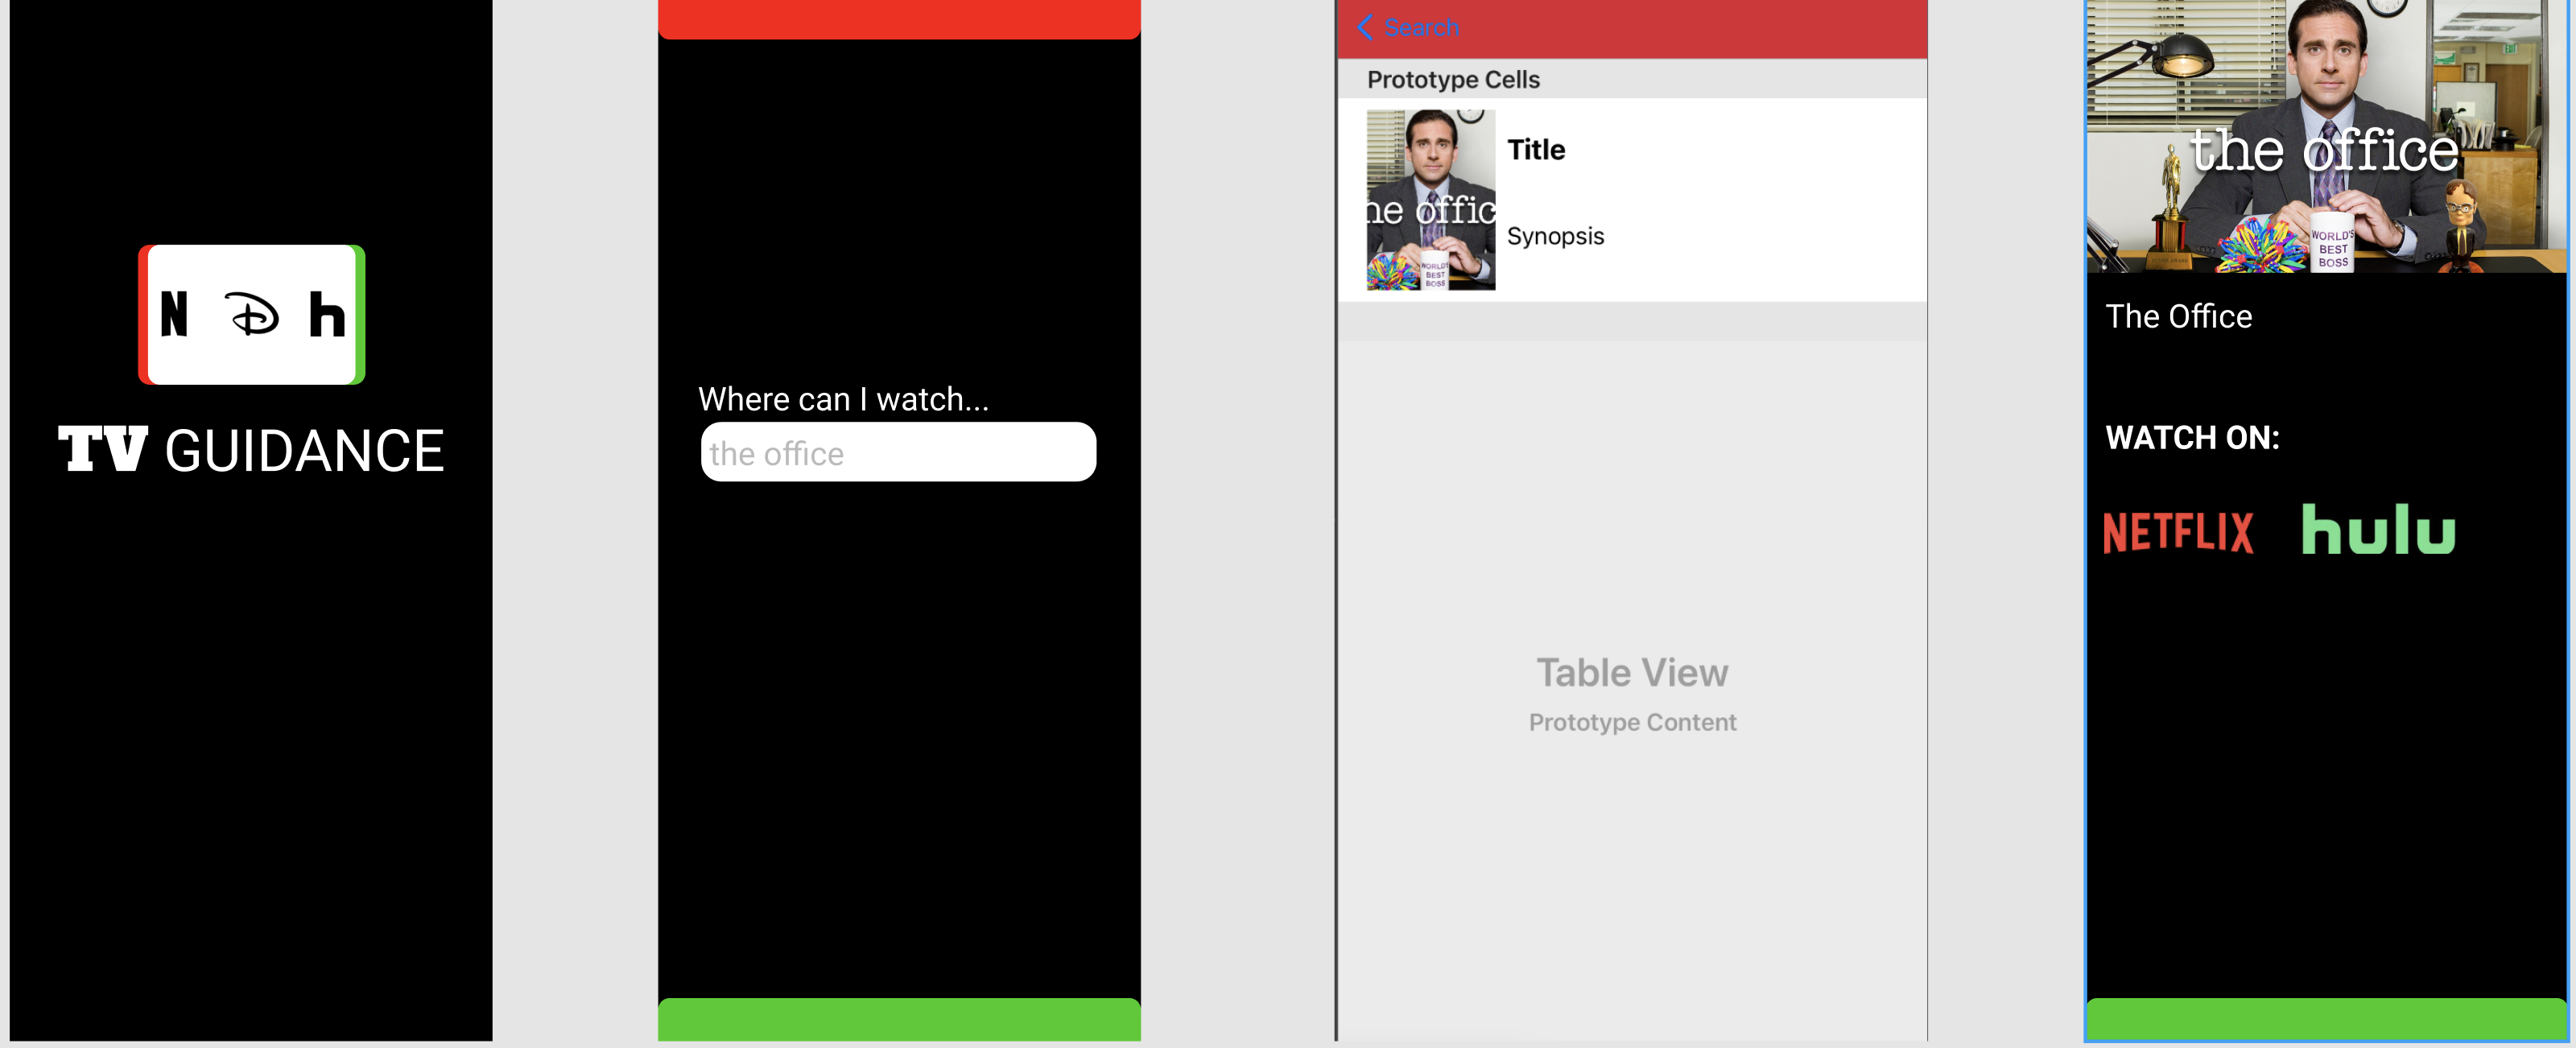 N D h
TV GUIDANCE
Where can I watch...
the office
Search
Prototype Cells
Title
he offic
Synopsis
WORLD'S
BEST
BOSS
Table View
Prototype Content
the office
WORLD'S
BEST
BOSS
The Office
WATCH ON:
NETFLIX hulu